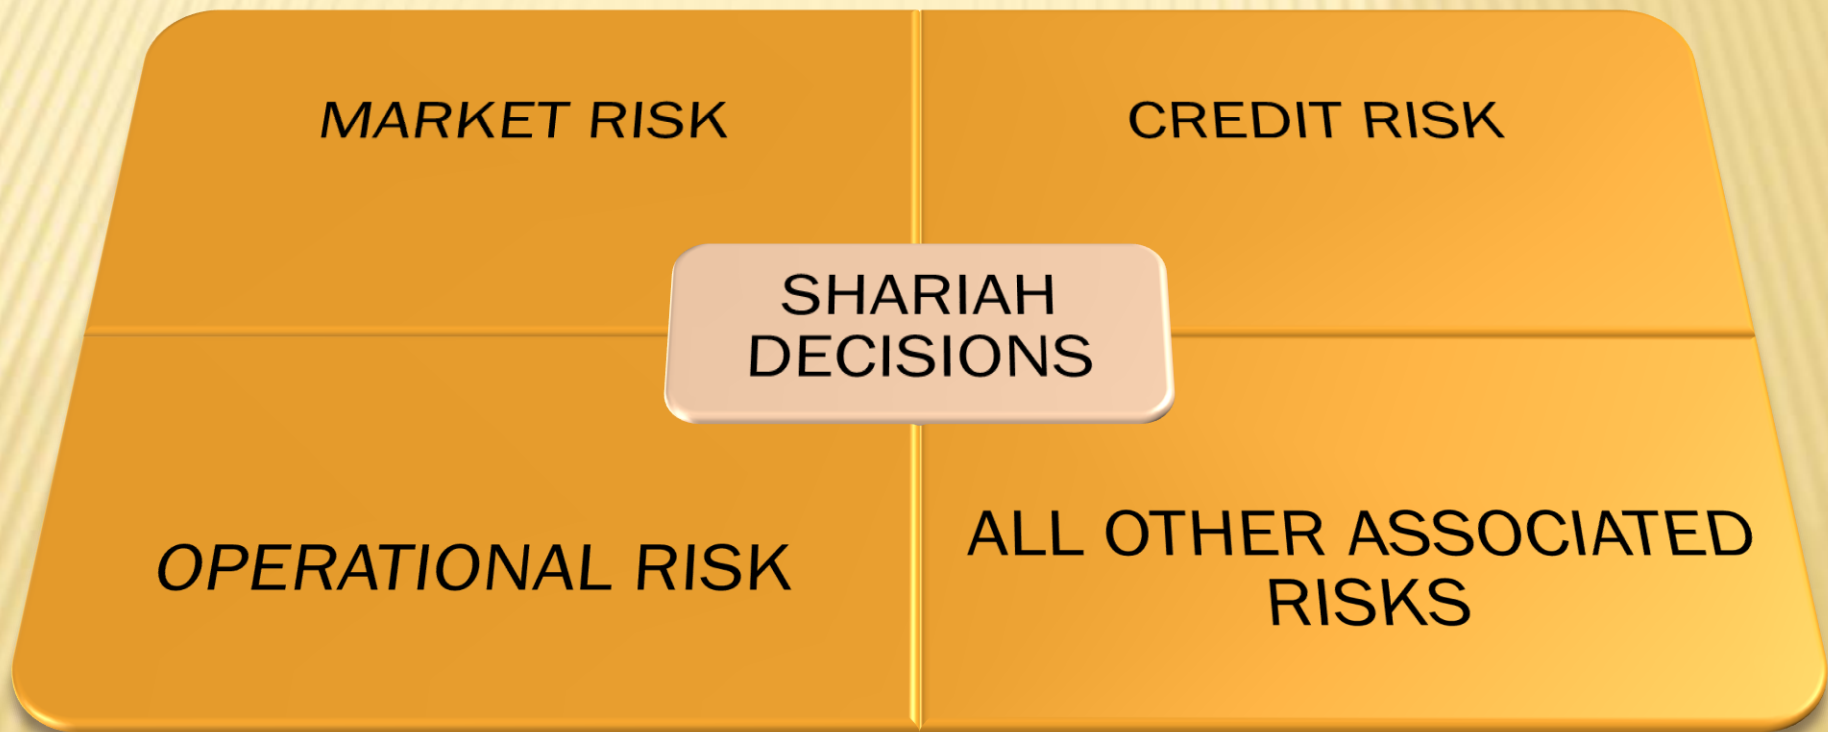 MARKET RISK
CREDIT RISK
SHARIAH
DECISIONS
OPERATIONAL RISK
ALL OTHER ASSOCIATED
RISKS